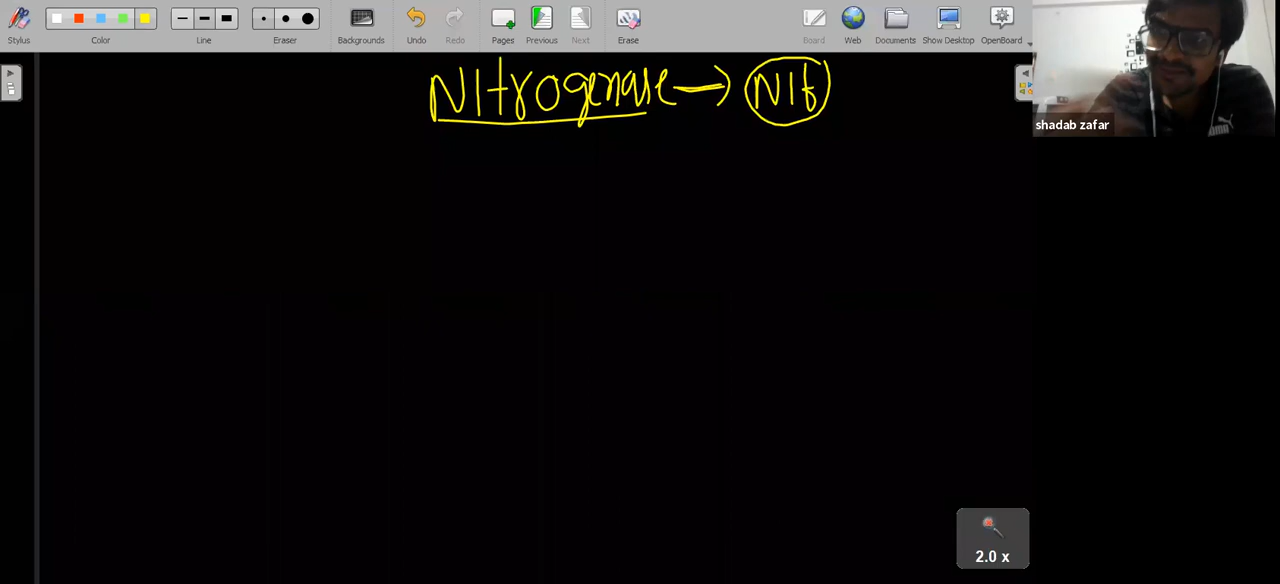 Stylus Color Line Eraser Backgrounds Undo Redo Pages Previous Next Erase Board Web Documents Show Desktop OpenBoard
NItrogenase → NIf
shadab zafar
2.0 x